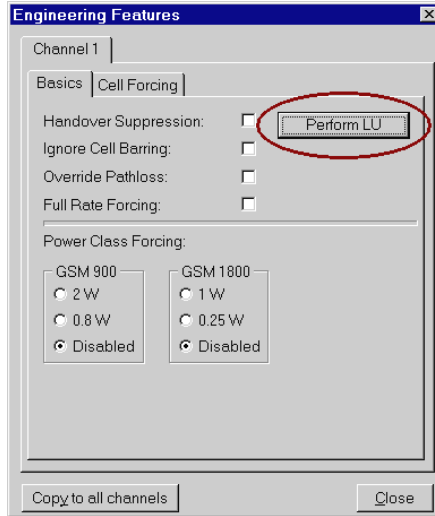 Engineering Features
Channel 1
Basics Cell Forcing
Handover Suppression: Perform LU
Ignore Cell Barring:
Override Pathloss:
Full Rate Forcing:
Power Class Forcing:
GSM 900 GSM 1800
2 W 1 W
0.8 W 0.25 W
Disabled Disabled
Copy to all channels Close